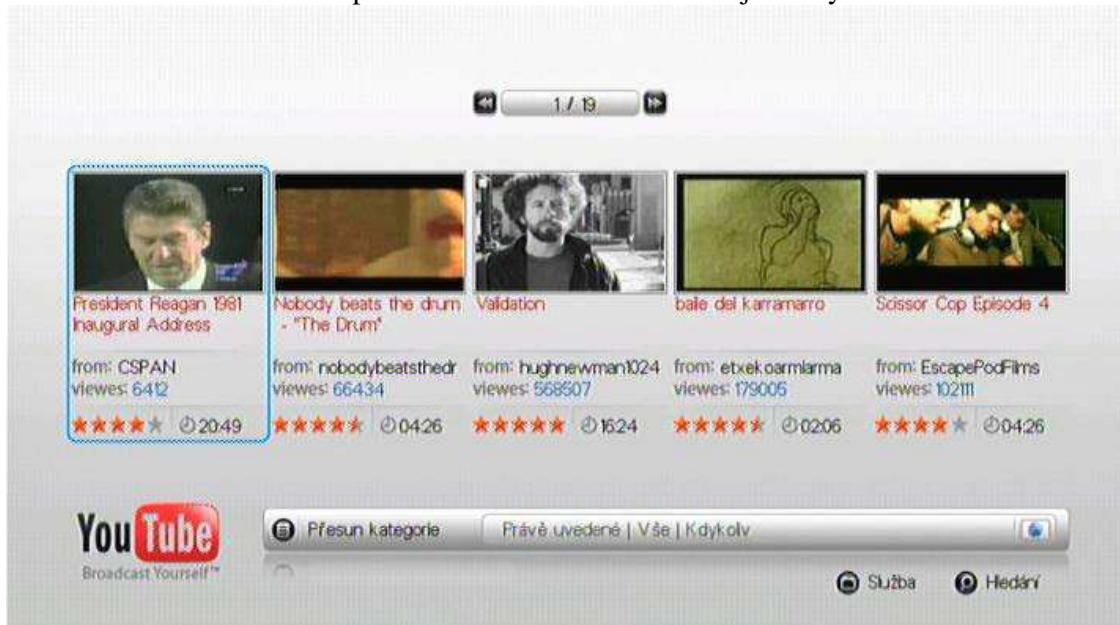 1 / 19
President Reagan 1981
Inaugural Address
from: CSPAN
viewes: 6412
20:49
Nobody beats the drum
- "The Drum"
from: nobodybeatsthedr
viewes: 66434
04:26
Validation
from: hughnewman1024
viewes: 568507
16:24
baile del karramarro
from: etxekoarmlarma
viewes: 179005
02:06
Scissor Cop Episode 4
from: EscapePodFilms
viewes: 102111
04:26
YouTube
Broadcast Yourself™
Přesun kategorie
Právě uvedené | Vše | Kdykoliv
Služba
Hledání